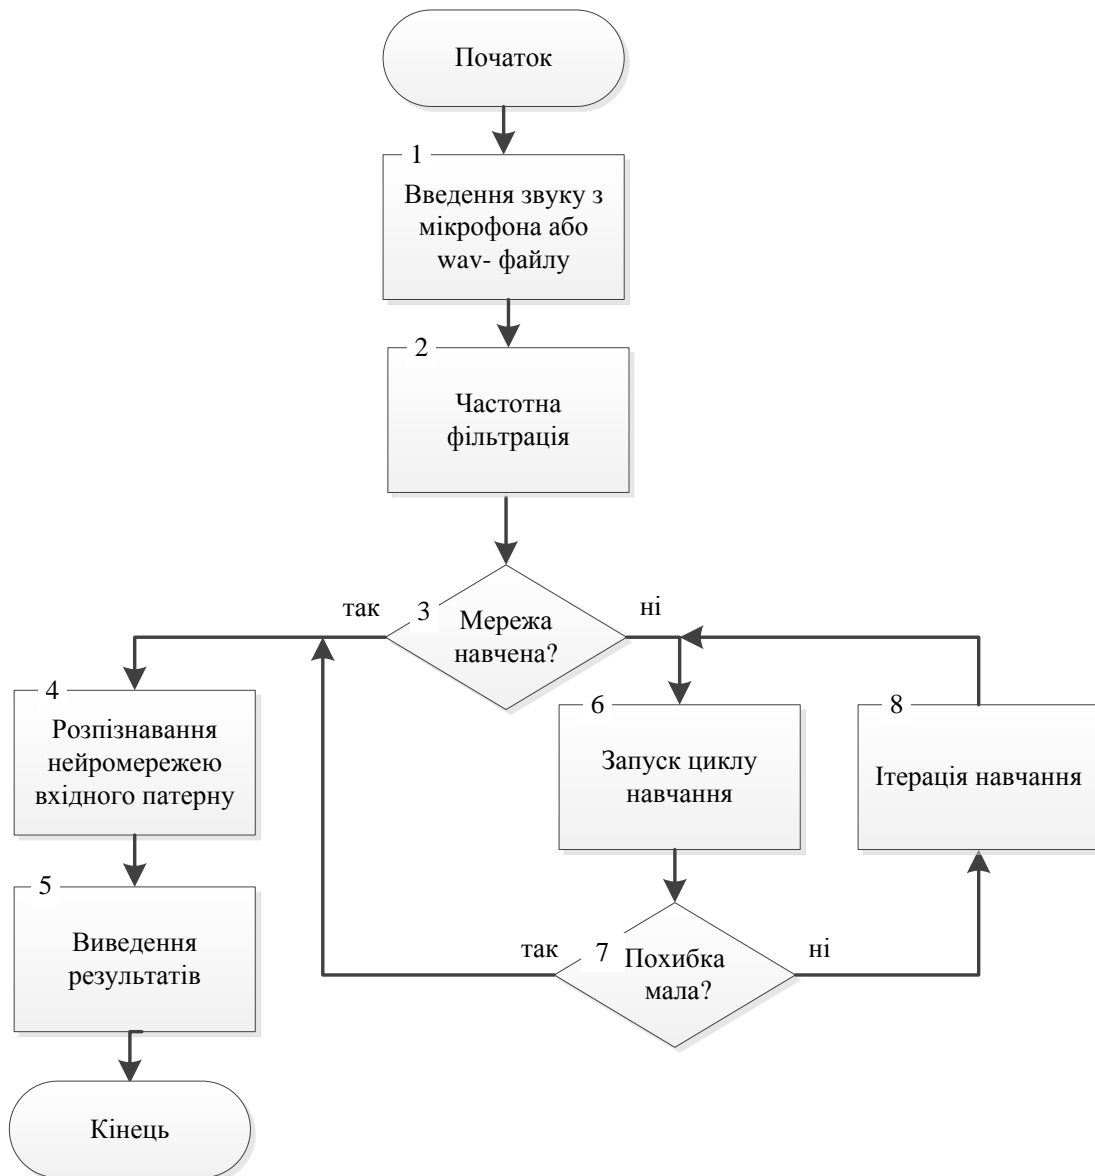 Початок
1
Введення звуку з
мікрофона або
wav- файлу
2
Частотна
фільтрація
так
3
Мережа
навчена?
ні
4
Розпізнавання
нейромережею
вхідного патерну
6
Запуск циклу
навчання
8
Ітерація навчання
5
Виведення
результатів
так
7
Похибка
мала?
ні
Кінець